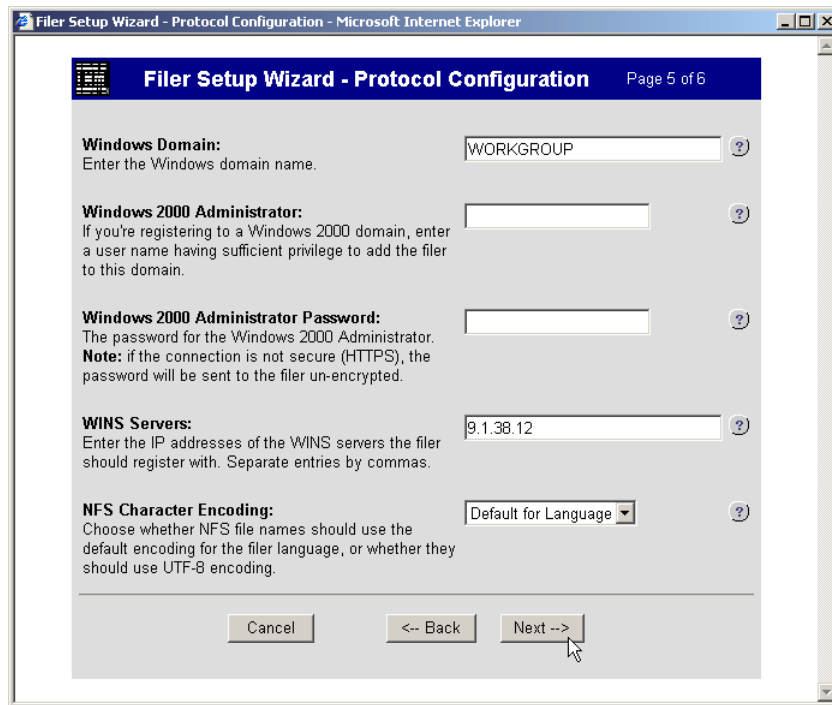 Filer Setup Wizard - Protocol Configuration - Microsoft Internet Explorer
Filer Setup Wizard - Protocol Configuration Page 5 of 6
Windows Domain:
Enter the Windows domain name.
WORKGROUP
?
Windows 2000 Administrator:
If you're registering to a Windows 2000 domain, enter
a user name having sufficient privilege to add the filer
to this domain.
?
Windows 2000 Administrator Password:
The password for the Windows 2000 Administrator.
Note: if the connection is not secure (HTTPS), the
password will be sent to the filer un-encrypted.
?
WINS Servers:
Enter the IP addresses of the WINS servers the filer
should register with. Separate entries by commas.
9.1.38.12
?
NFS Character Encoding:
Choose whether NFS file names should use the
default encoding for the filer language, or whether they
should use UTF-8 encoding.
Default for Language
?
Cancel <-- Back Next -->